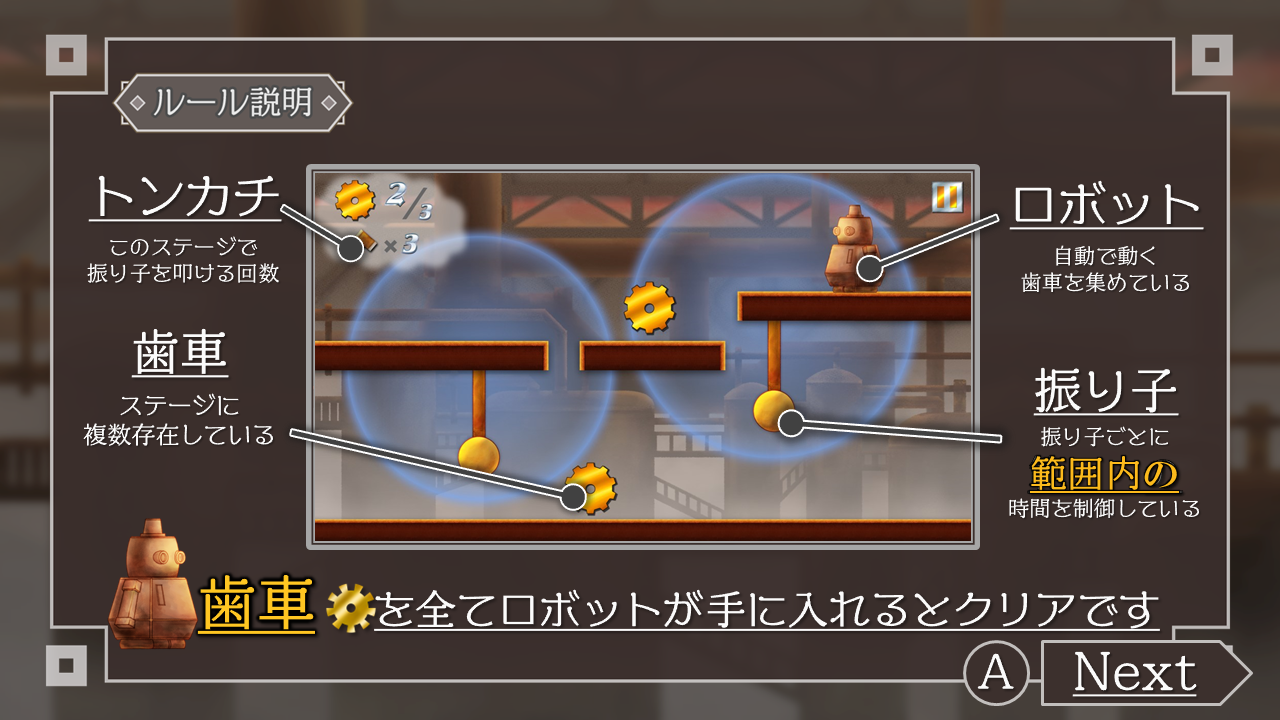 ルール説明
トンカチ
このステージで
振り子を叩ける回数
歯車
ステージに
複数存在している
2/3
×3
ロボット
自動で動く
歯車を集めている
振り子
振り子ごとに
範囲内の
時間を制御している
歯車を全てロボットが手に入れるとクリアです
A Next